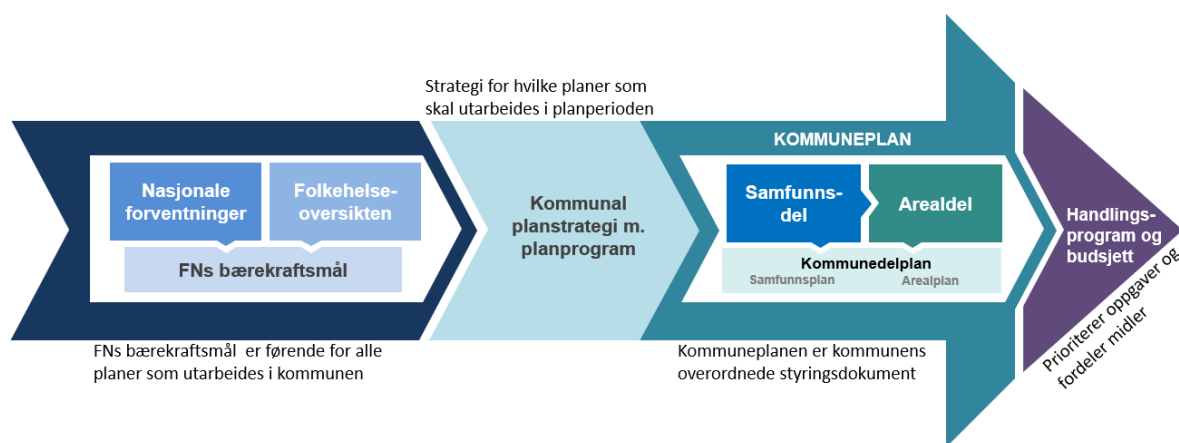 Strategi for hvilke planer som
skal utarbeides i planperioden
Nasjonale
forventninger
Folkehelse-
oversikten
FNs bærekraftsmål
FNs bærekraftsmål  er førende for alle
planer som utarbeides i kommunen
Kommunal
planstrategi m.
planprogram
KOMMUNEPLAN
Samfunns-
del
Arealdel
Kommunedelplan
Samfunnsplan
Arealplan
Kommuneplanen er kommunens
overordnede styringsdokument
Handlings-
program og
budsjett
Prioriterer oppgaver og
fordeler midler